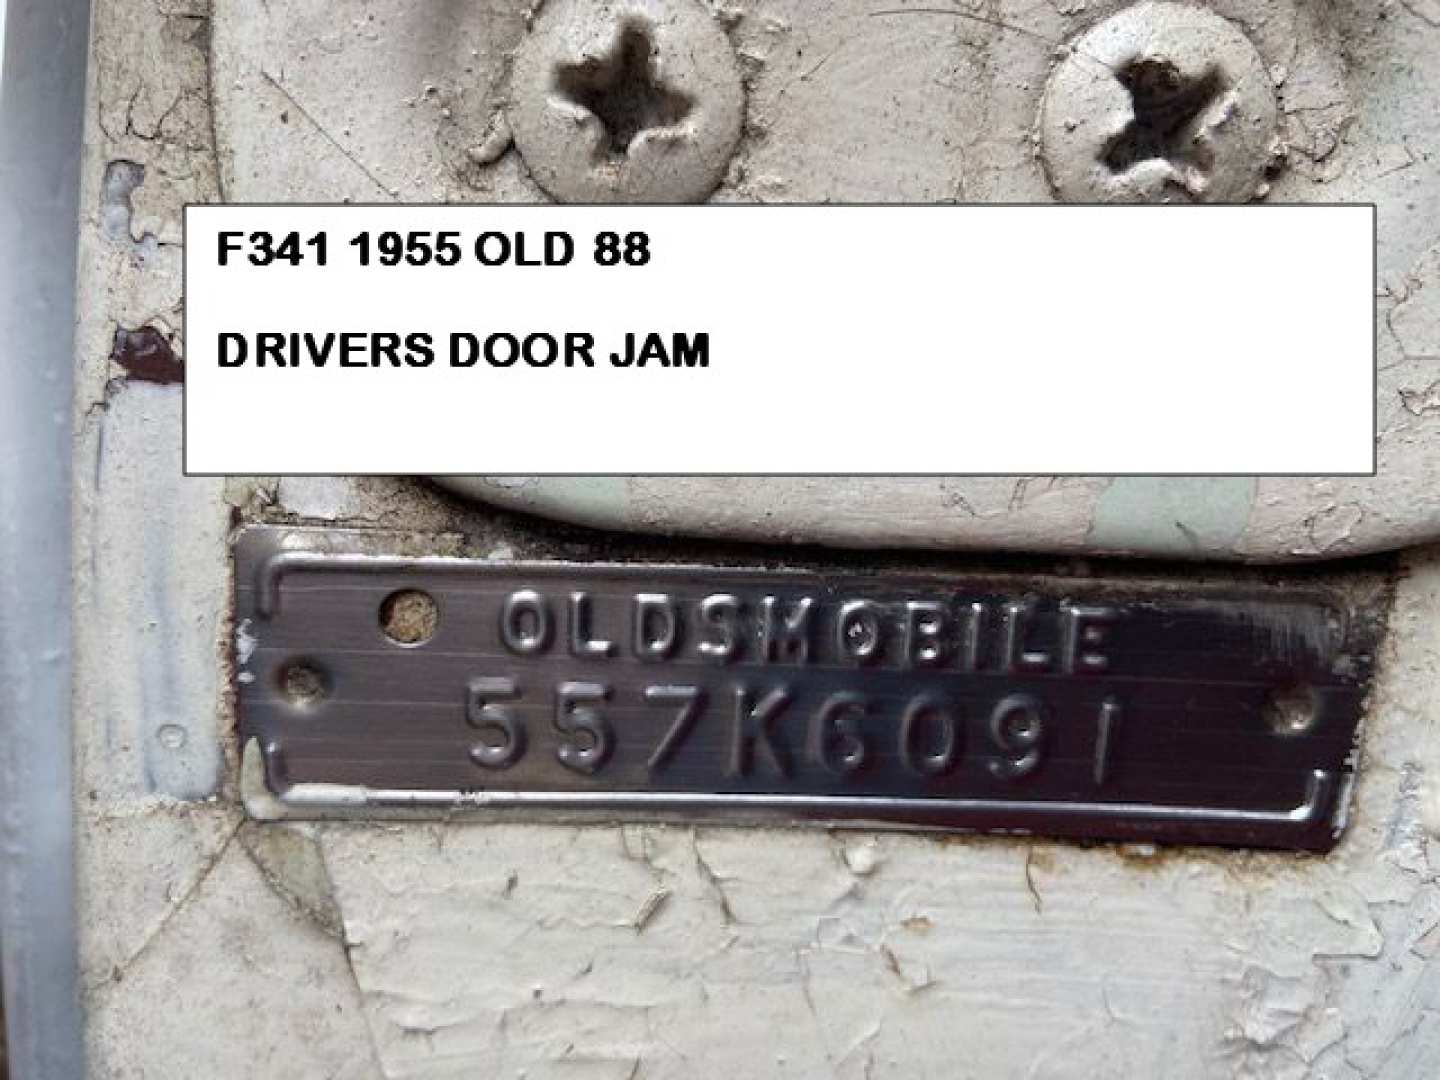 F341 1955 OLD 88
DRIVERS DOOR JAM
OLDSMOBILE
557K6091